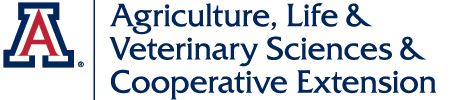 A®
Agriculture, Life &
Veterinary Sciences &
Cooperative Extension